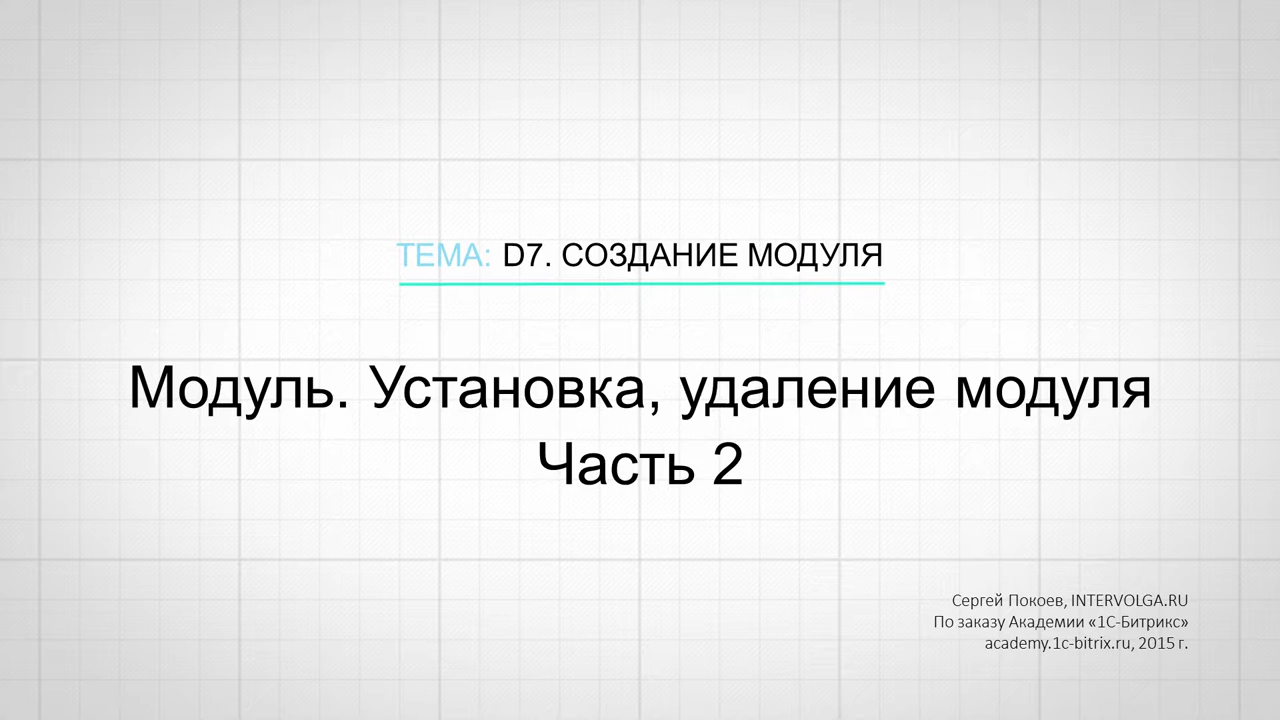 ТЕМА: D7. СОЗДАНИЕ МОДУЛЯ
Модуль. Установка, удаление модуля
Часть 2
Сергей Покоев, INTERVOLGA.RU
По заказу Академии «1С-Битрикс»
academy.1c-bitrix.ru, 2015 г.